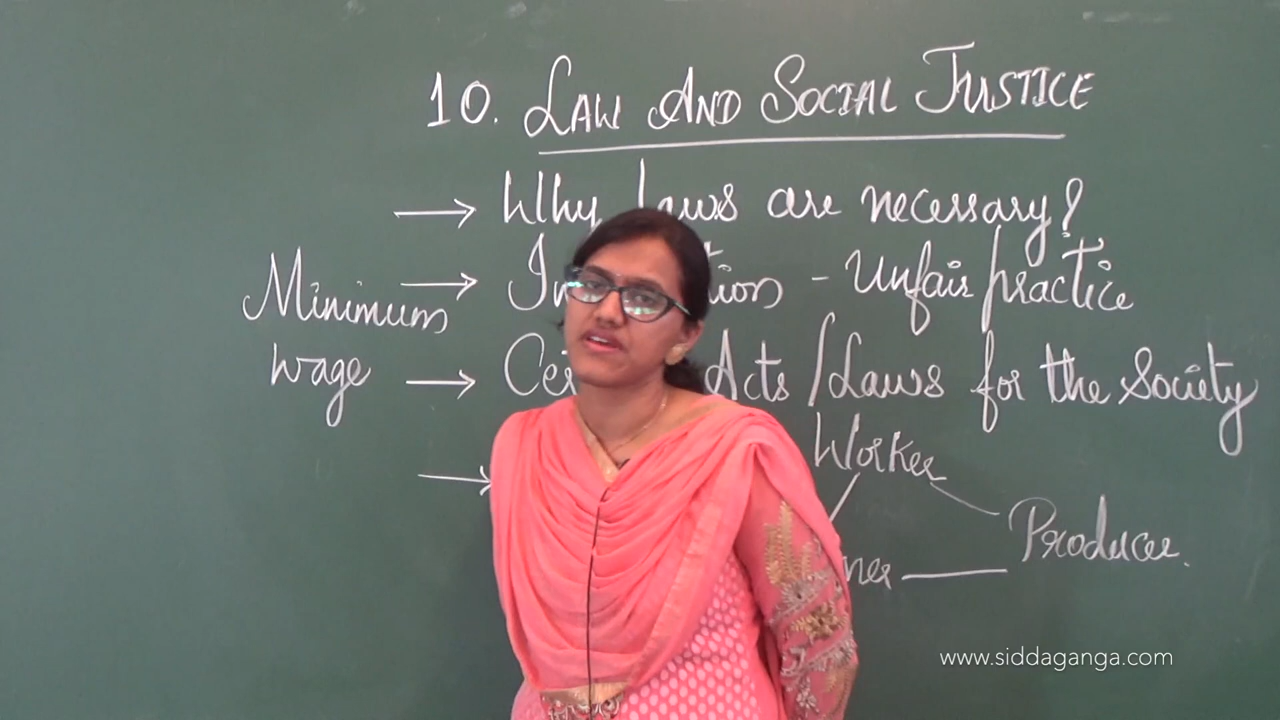 10. LAW AND SOCIAL JUSTICE
→ Why Laws are necessary?
→ - Unfair practice
→ Acts / Laws for the Society
Minimum
wage
→
Worker
Producer.
www.siddaganga.com